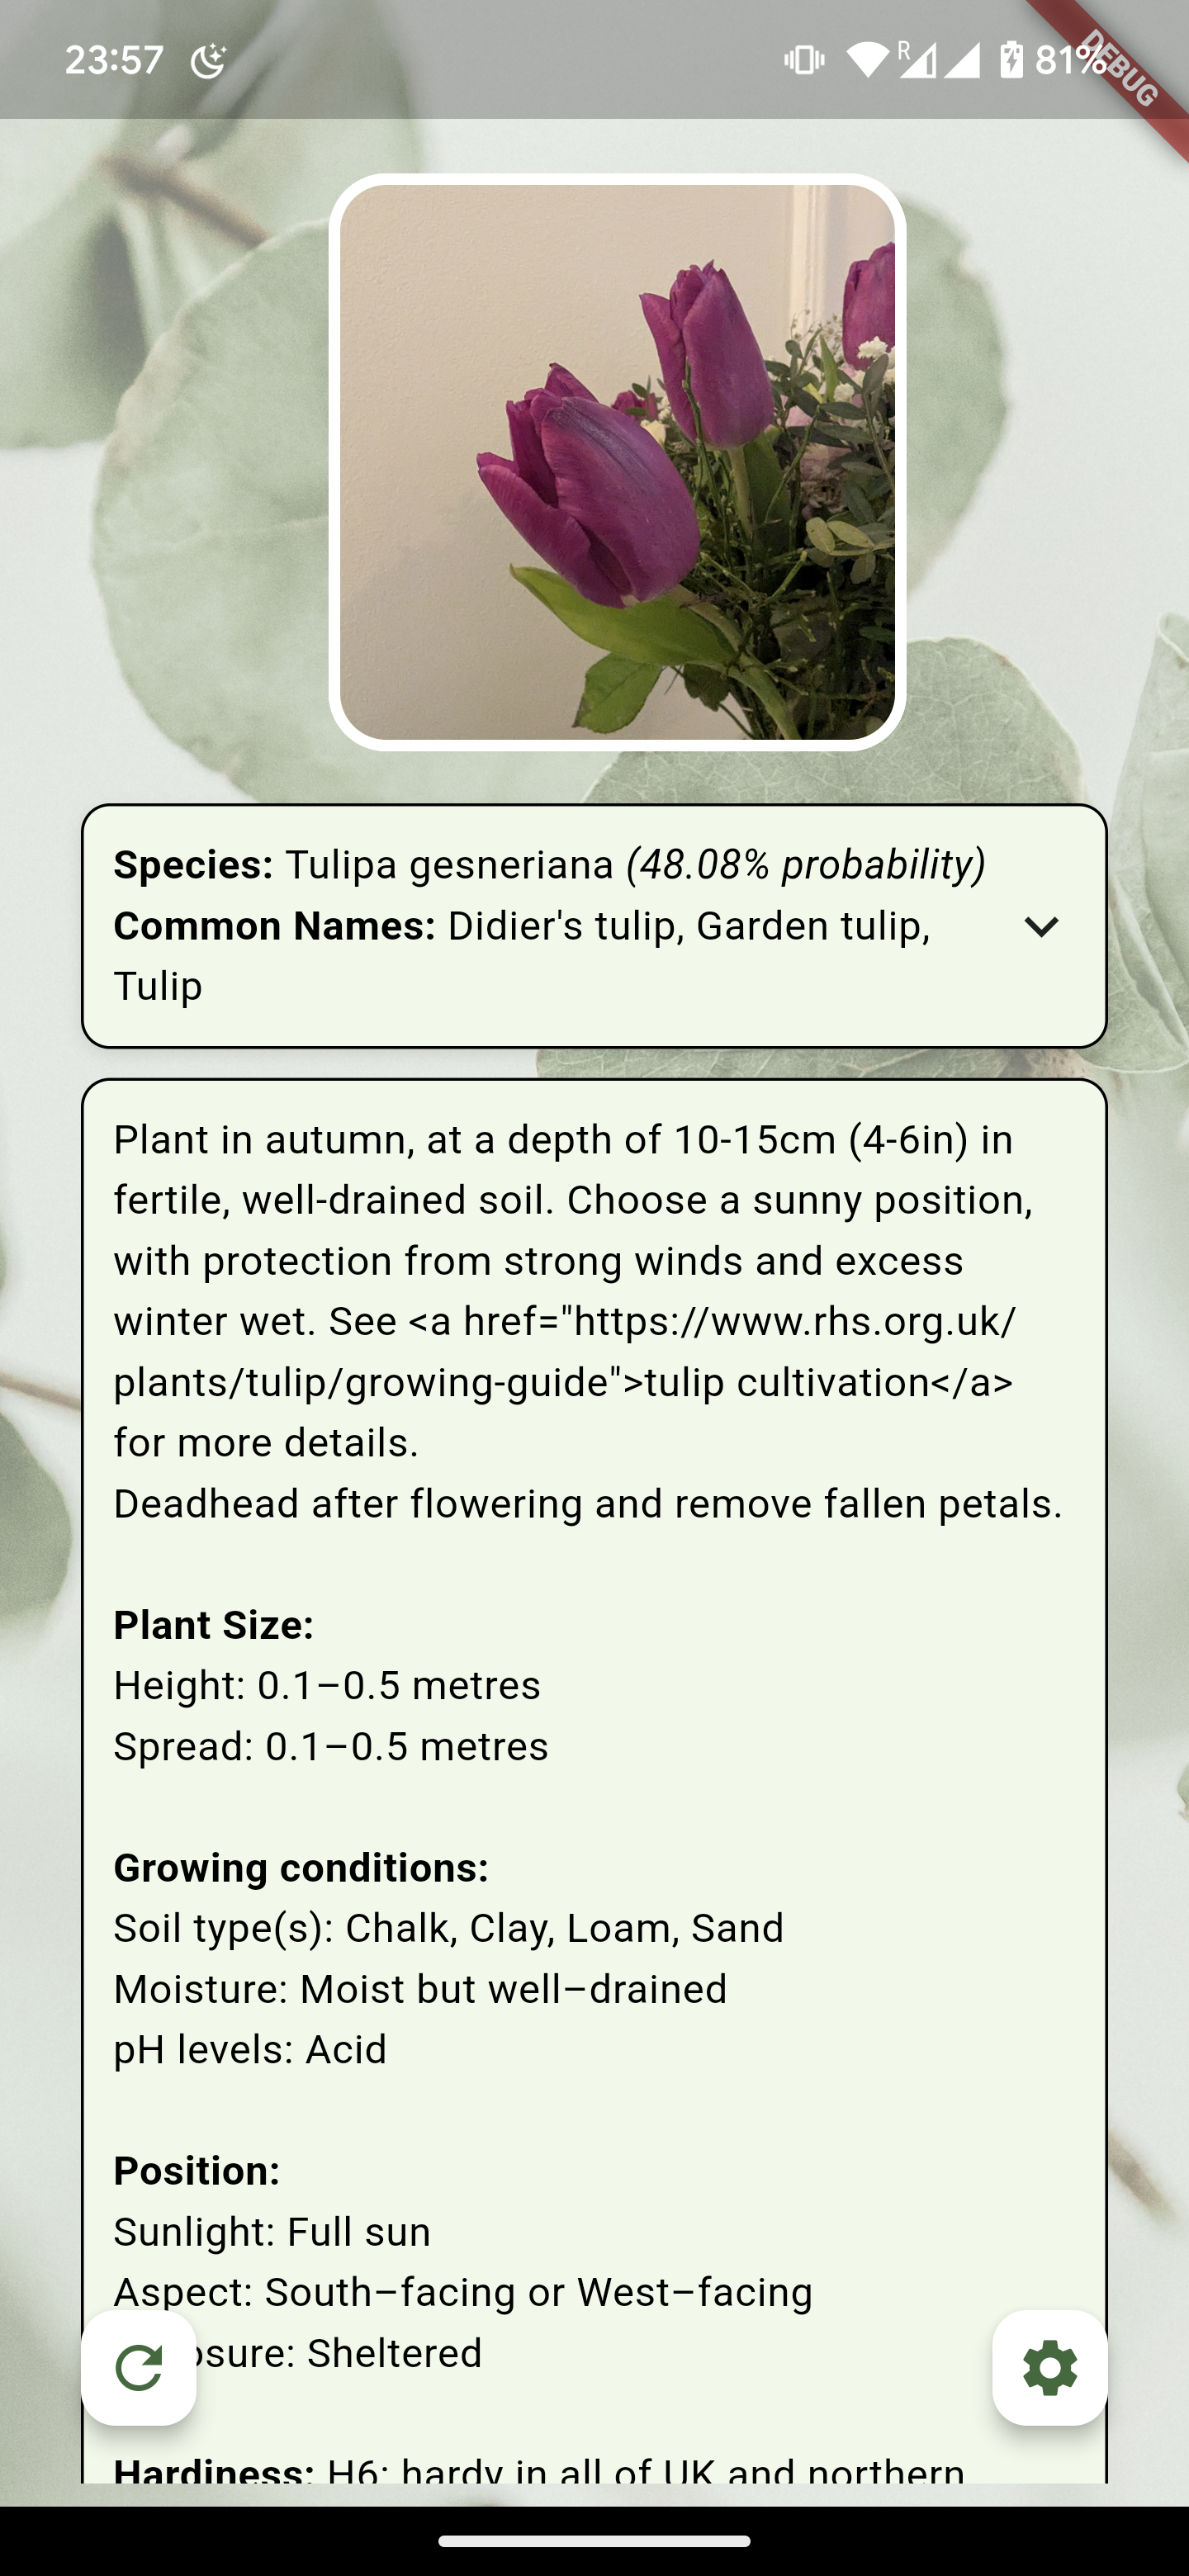 23:57
R
81%
DEBUG
Species: Tulipa gesneriana (48.08% probability)
Common Names: Didier's tulip, Garden tulip,
Tulip
Plant in autumn, at a depth of 10-15cm (4-6in) in
fertile, well-drained soil. Choose a sunny position,
with protection from strong winds and excess
winter wet. See <a href="https://www.rhs.org.uk/
plants/tulip/growing-guide">tulip cultivation</a>
for more details.
Deadhead after flowering and remove fallen petals.
Plant Size:
Height: 0.1–0.5 metres
Spread: 0.1–0.5 metres
Growing conditions:
Soil type(s): Chalk, Clay, Loam, Sand
Moisture: Moist but well–drained
pH levels: Acid
Position:
Sunlight: Full sun
Aspect: South–facing or West–facing
osure: Sheltered
Hardiness: H6: hardy in all of UK and northern